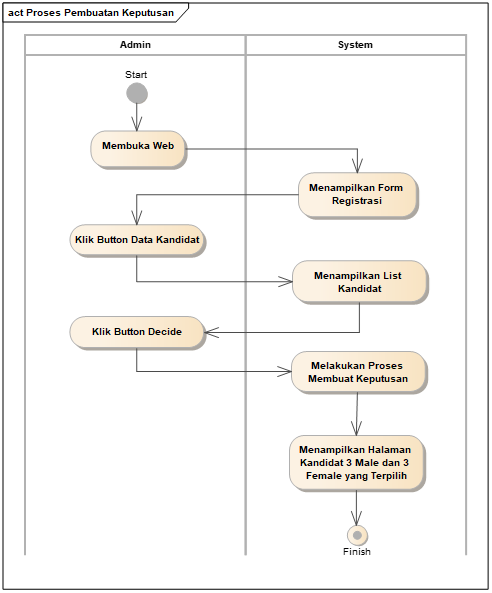 act Proses Pembuatan Keputusan
Admin
System
Start
Membuka Web
Menampilkan Form
Registrasi
Klik Button Data Kandidat
Menampilkan List
Kandidat
Klik Button Decide
Melakukan Proses
Membuat Keputusan
Menampilkan Halaman
Kandidat 3 Male dan 3
Female yang Terpilih
Finish